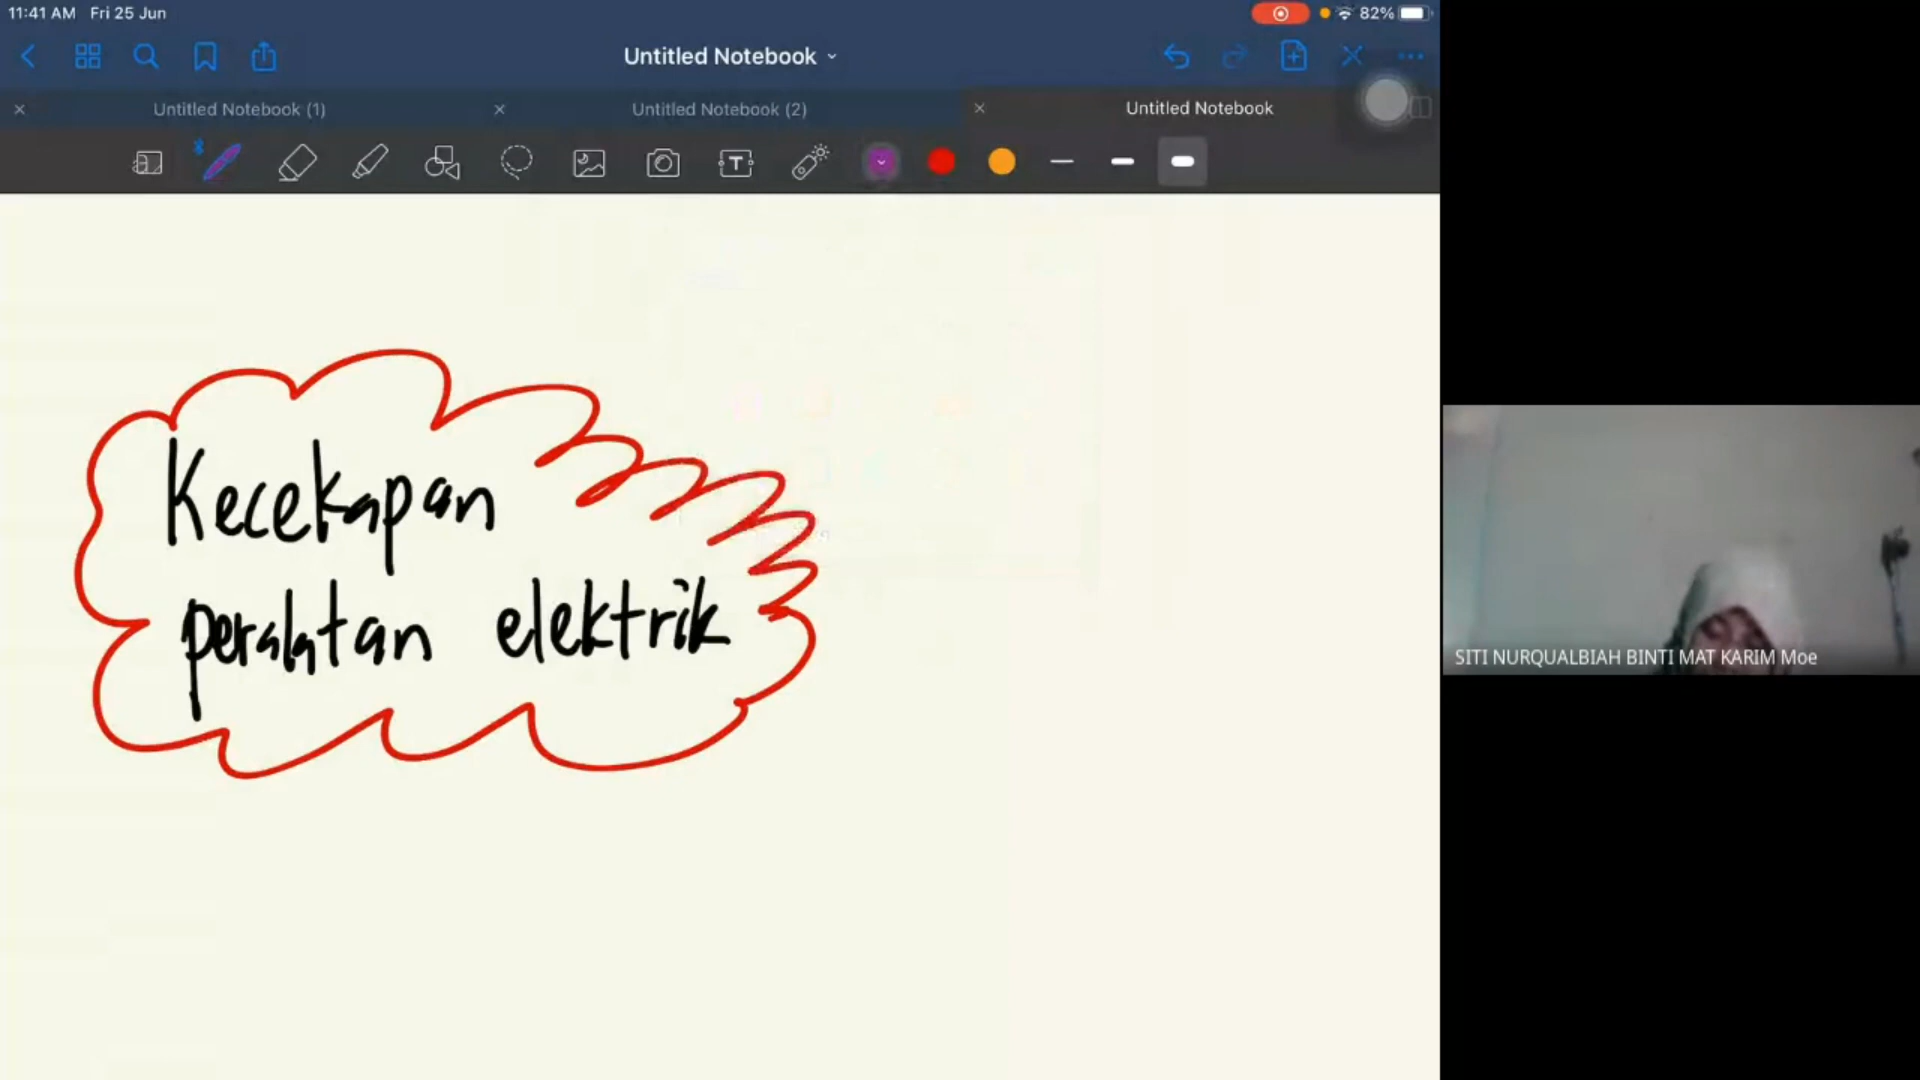 11:41 AM Fri 25 Jun
82%
Untitled Notebook
Untitled Notebook (1)
Untitled Notebook (2)
Untitled Notebook
T
Kecekapan
peralatan elektrik
SITI NURQUALBIAH BINTI MAT KARIM Moe